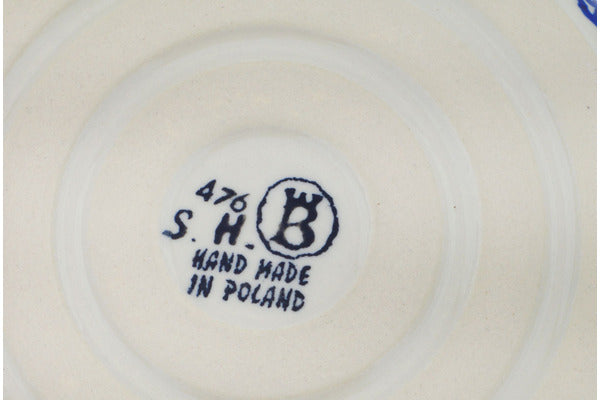 476
S. H. B
HAND MADE
IN POLAND